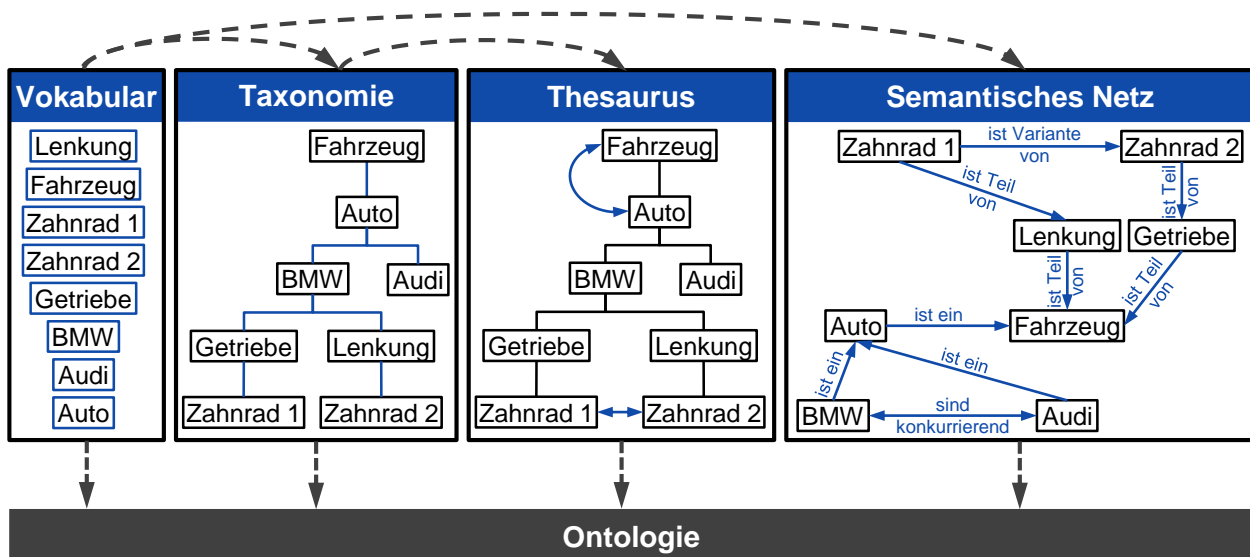 Vokabular
Lenkung
Fahrzeug
Zahnrad 1
Zahnrad 2
Getriebe
BMW
Audi
Auto
Taxonomie
Fahrzeug
Auto
BMW
Audi
Getriebe
Lenkung
Zahnrad 1
Zahnrad 2
Thesaurus
Fahrzeug
Auto
BMW
Audi
Getriebe
Lenkung
Zahnrad 1
Zahnrad 2
Semantisches Netz
Zahnrad 1
ist Variante
von
Zahnrad 2
ist Teil
von
ist Teil
von
Lenkung
Getriebe
ist Teil
von
ist Teil
von
Auto
ist ein
Fahrzeug
ist ein
ist ein
BMW
sind
konkurrierend
Audi
Ontologie